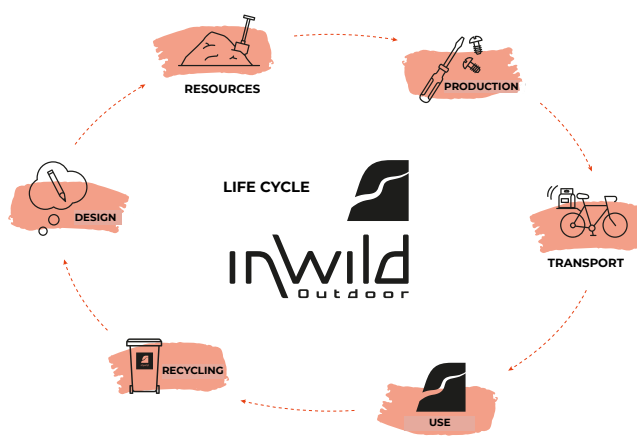 RESOURCES
PRODUCTION
DESIGN
LIFE CYCLE
inWild
Outdoor
TRANSPORT
RECYCLING
USE